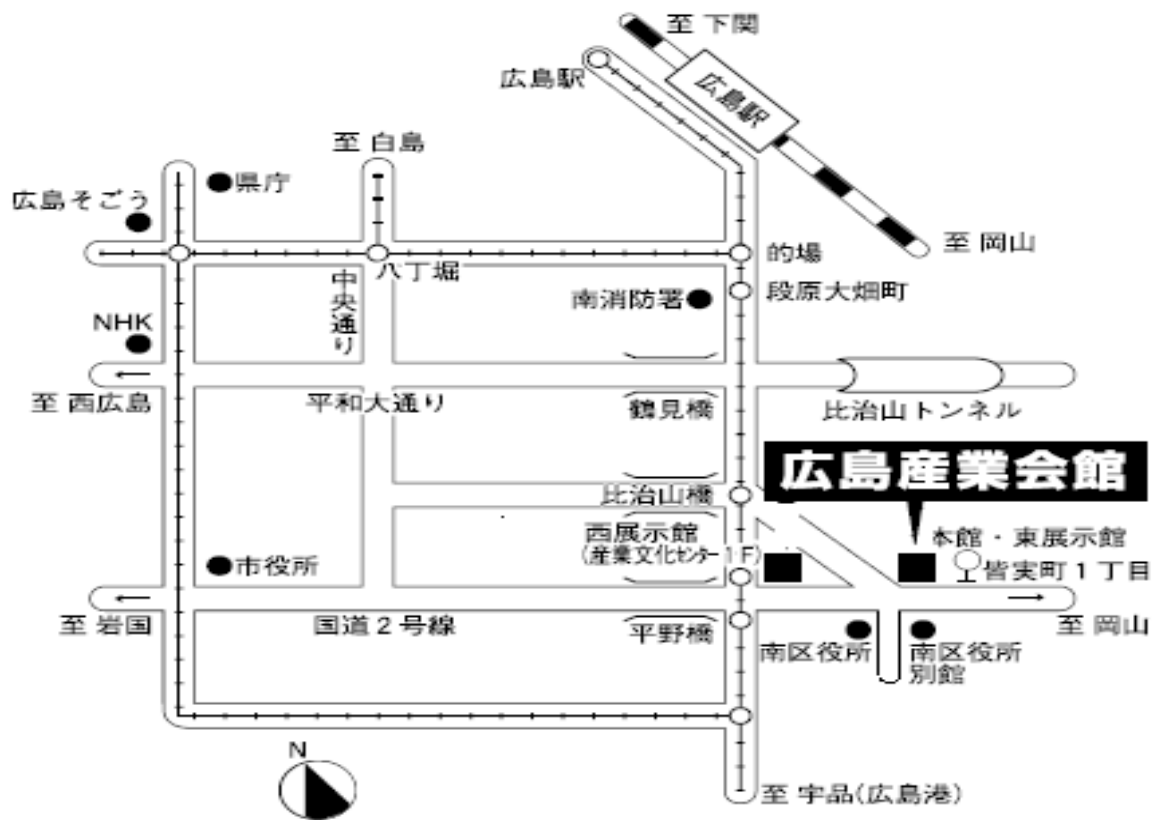 至 下関
広島駅
広島駅
至 白島
県庁
広島そごう
至 岡山
的場
八丁堀
段原大畑町
中央通り
南消防署
NHK
至 西広島
平和大通り
鶴見橋
比治山トンネル
広島産業会館
比治山橋
西展示館
(産業文化センター1F)
本館・東展示館
皆実町1丁目
市役所
至 岩国
国道2号線
平野橋
至 岡山
南区役所
南区役所
別館
N
至 宇品(広島港)